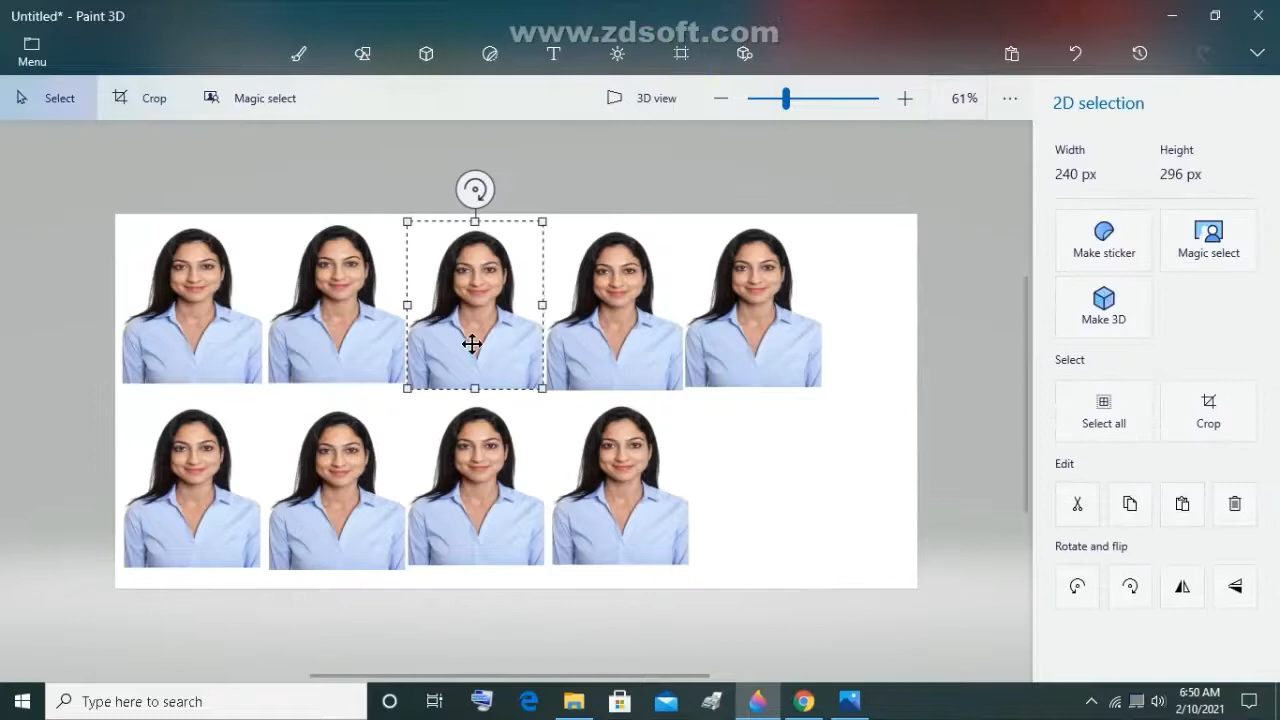 Untitled* - Paint 3D
www.zdsoft.com
Menu
Select
Crop
Magic select
3D view
61%
2D selection
Width
Height
240 px
296 px
Make sticker
Magic select
Make 3D
Select
Select all
Crop
Edit
Rotate and flip
Type here to search
6:50 AM
2/10/2021